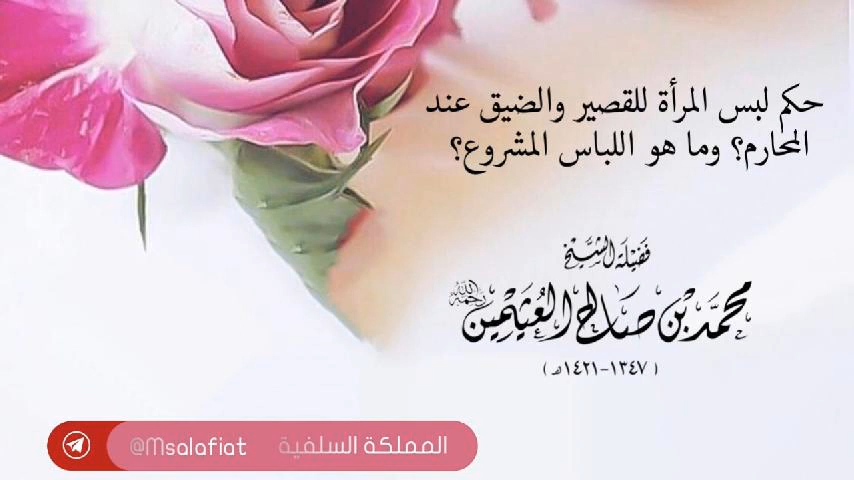 حكم لبس المرأة للقصير والضيق عند
المحارم؟ وما هو اللباس المشروع؟
فضيلة الشيخ
محمد بن صالح العثيمين رحمه الله
(١٣٤٧-١٤٢١هـ)
@Msalafiat المملكة السلفية